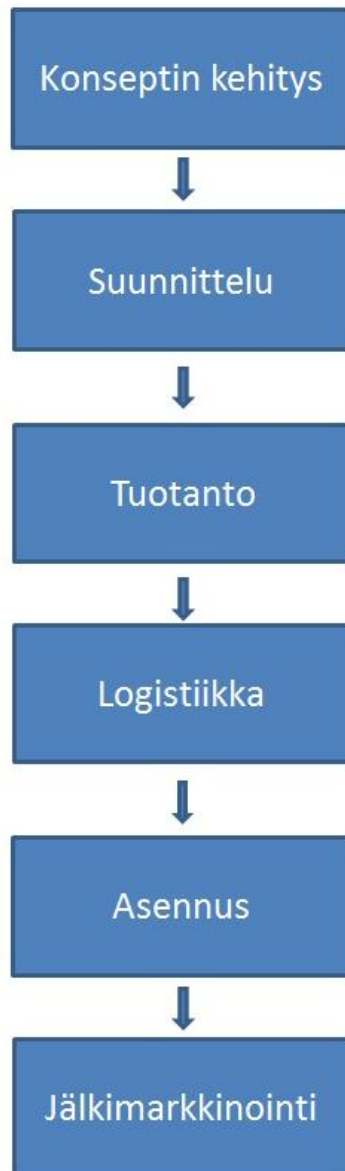 Konseptin kehitys
Suunnittelu
Tuotanto
Logistiikka
Asennus
Jälkimarkkinointi